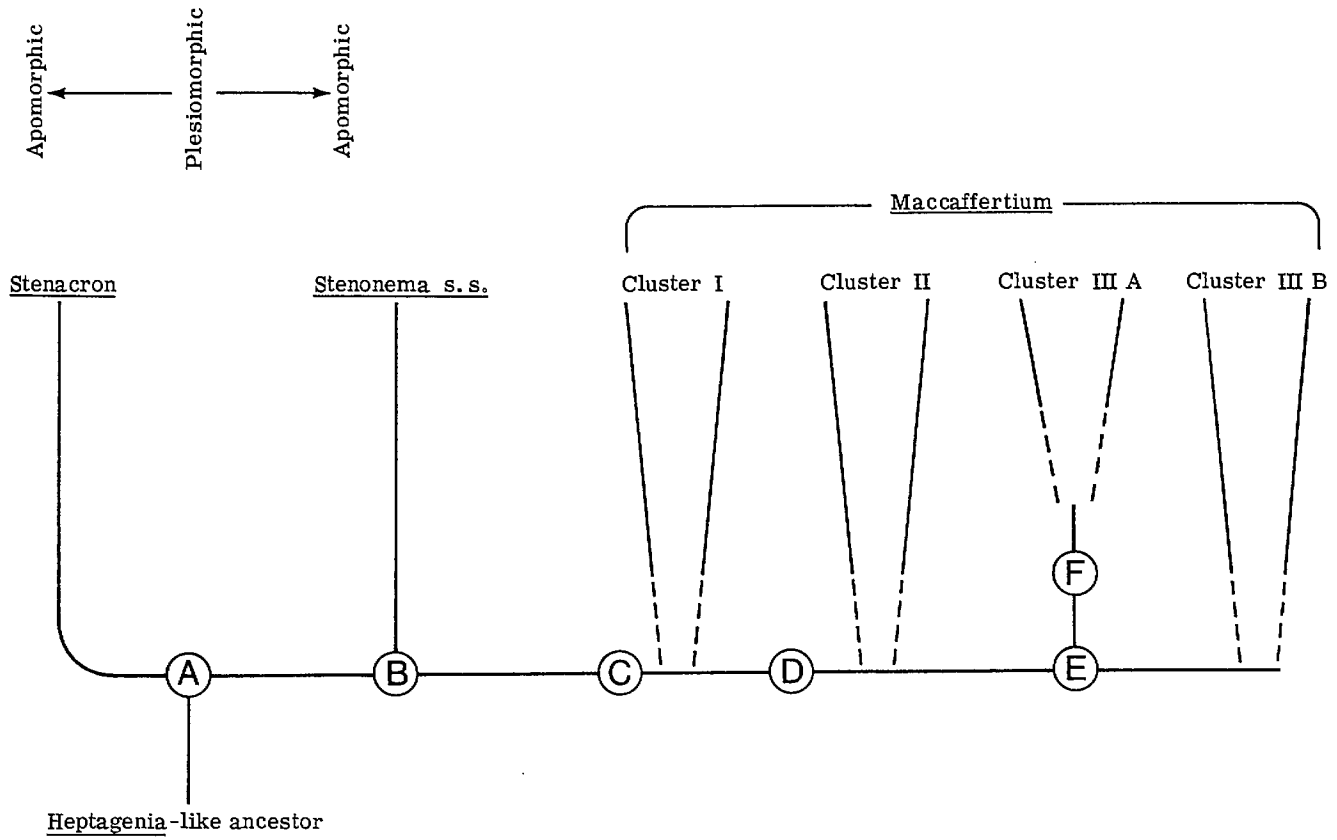 Apomorphic
Plesiomorphic
Apomorphic
Maccaffertium
Stenacron
Stenonema s.s.
Cluster I
Cluster II
Cluster III A
Cluster III B
F
A
B
C
D
E
Heptagenia-like ancestor